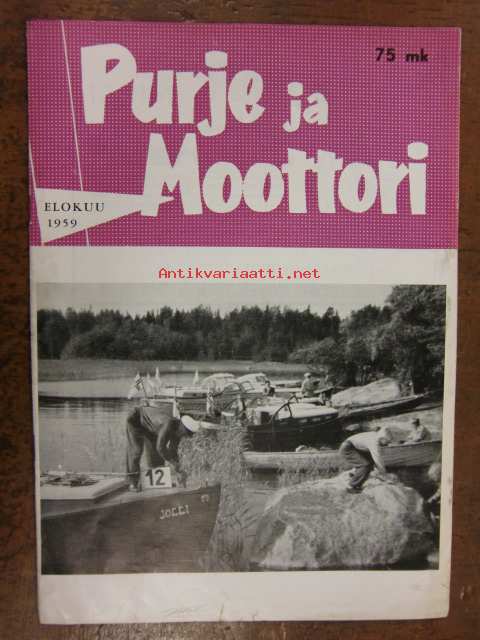 75 mk
Purje ja
Moottori
ELOKUU
1959
Antikvariaatti.net
12
JOLLI